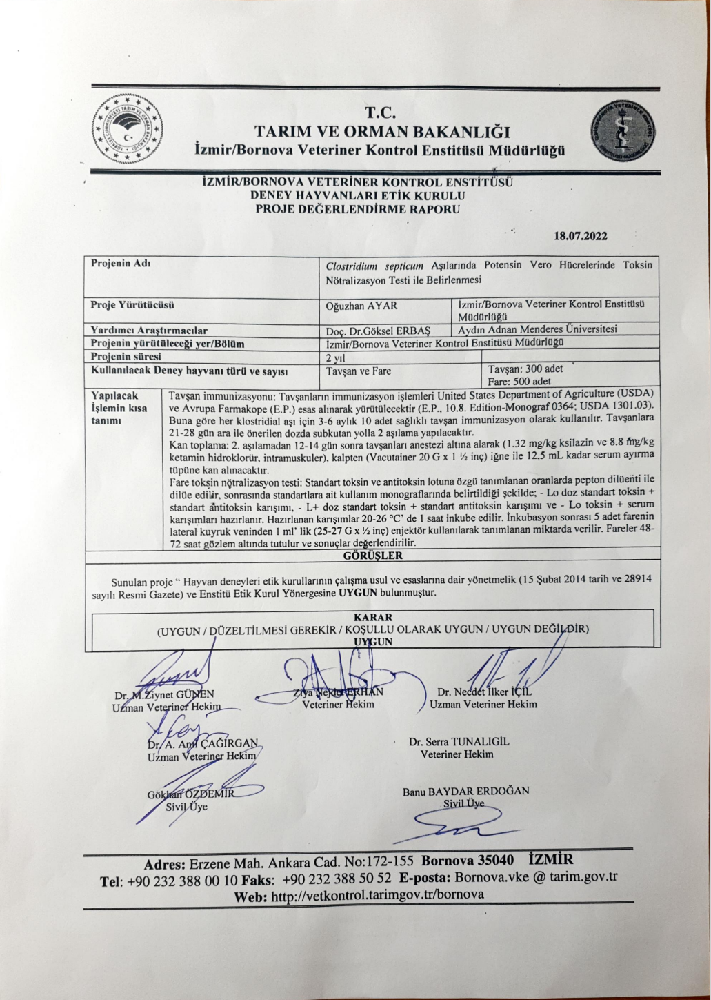 T.C.
TARIM VE ORMAN BAKANLIĞI
İzmir/Bornova Veteriner Kontrol Enstitüsü Müdürlüğü
İZMİR/BORNOVA VETERİNER KONTROL ENSTİTÜSÜ
DENEY HAYVANLARI ETİK KURULU
PROJE DEĞERLENDİRME RAPORU
18.07.2022
Projenin Adı
Clostridium septicum Aşılarında Potensin Vero Hücrelerinde Toksin
Nötralizasyon Testi ile Belirlenmesi
Proje Yürütücüsü
Oğuzhan AYAR
İzmir/Bornova Veteriner Kontrol Enstitüsü
Müdürlüğü
Yardımcı Araştırmacılar
Doç. Dr.Göksel ERBAŞ
Aydın Adnan Menderes Üniversitesi
Projenin yürütüleceği yer/Bölüm
İzmir/Bornova Veteriner Kontrol Enstitüsü Müdürlüğü
Projenin süresi
2 yıl
Kullanılacak Deney hayvanı türü ve sayısı
Tavşan ve Fare
Tavşan: 300 adet
Fare: 500 adet
Yapılacak
İşlemin kısa
tanımı
Tavşan immunizasyonu: Tavşanların immunizasyon işlemleri United States Department of Agriculture (USDA)
ve Avrupa Farmakope (E.P.) esas alınarak yürütülecektir (E.P., 10.8. Edition-Monograf 0364; USDA 1301.03).
Buna göre her klostridial aşı için 3-6 aylık 10 adet sağlıklı tavşan immunizasyon olarak kullanılır. Tavşanlara
21-28 gün ara ile önerilen dozda subkutan yolla 2 aşılama yapılacaktır.
Kan toplama: 2. aşılamadan 12-14 gün sonra tavşanları anestezi altına alarak (1.32 mg/kg ksilazin ve 8.8 mg/kg
ketamin hidroklorür, intramuskuler), kalpten (Vacutainer 20 G x 1 ½ inç) iğne ile 12,5 mL kadar serum ayırma
tüpüne kan alınacaktır.
Fare toksin nötralizasyon testi: Standart toksin ve antitoksin lotuna özgü tanımlanan oranlarda pepton dilüenti ile
dilüe edilir, sonrasında standartlara ait kullanım monograflarında belirtildiği şekilde; - Lo doz standart toksin +
standart antitoksin karışımı, - L+ doz standart toksin + standart antitoksin karışımı ve - Lo toksin + serum
karışımları hazırlanır. Hazırlanan karışımlar 20-26 °C' de 1 saat inkube edilir. İnkubasyon sonrası 5 adet farenin
lateral kuyruk veninden 1 ml' lik (25-27 G x ½ inç) enjektör kullanılarak tanımlanan miktarda verilir. Fareler 48-
72 saat gözlem altında tutulur ve sonuçlar değerlendirilir.
GÖRÜŞLER
Sunulan proje " Hayvan deneyleri etik kurullarının çalışma usul ve esaslarına dair yönetmelik (15 Şubat 2014 tarih ve 28914
sayılı Resmi Gazete) ve Enstitü Etik Kurul Yönergesine UYGUN bulunmuştur.
KARAR
(UYGUN / DÜZELTİLMESİ GEREKİR / KOŞULLU OLARAK UYGUN / UYGUN DEĞİLDİR)
UYGUN
Dr. M.Ziynet GÜNEN
Uzman Veteriner Hekim
Ziya Nejdet ERHAN
Veteriner Hekim
Dr. Necdet İlker İÇİL
Uzman Veteriner Hekim
Dr. A. Anıl ÇAĞIRGAN
Uzman Veteriner Hekim
Dr. Serra TUNALIGİL
Veteriner Hekim
Gökhan ÖZDEMİR
Sivil Üye
Banu BAYDAR ERDOĞAN
Sivil Üye
Adres: Erzene Mah. Ankara Cad. No:172-155 Bornova 35040 İZMİR
Tel: +90 232 388 00 10 Faks: +90 232 388 50 52 E-posta: Bornova.vke @ tarim.gov.tr
Web: http://vetkontrol.tarimgov.tr/bornova